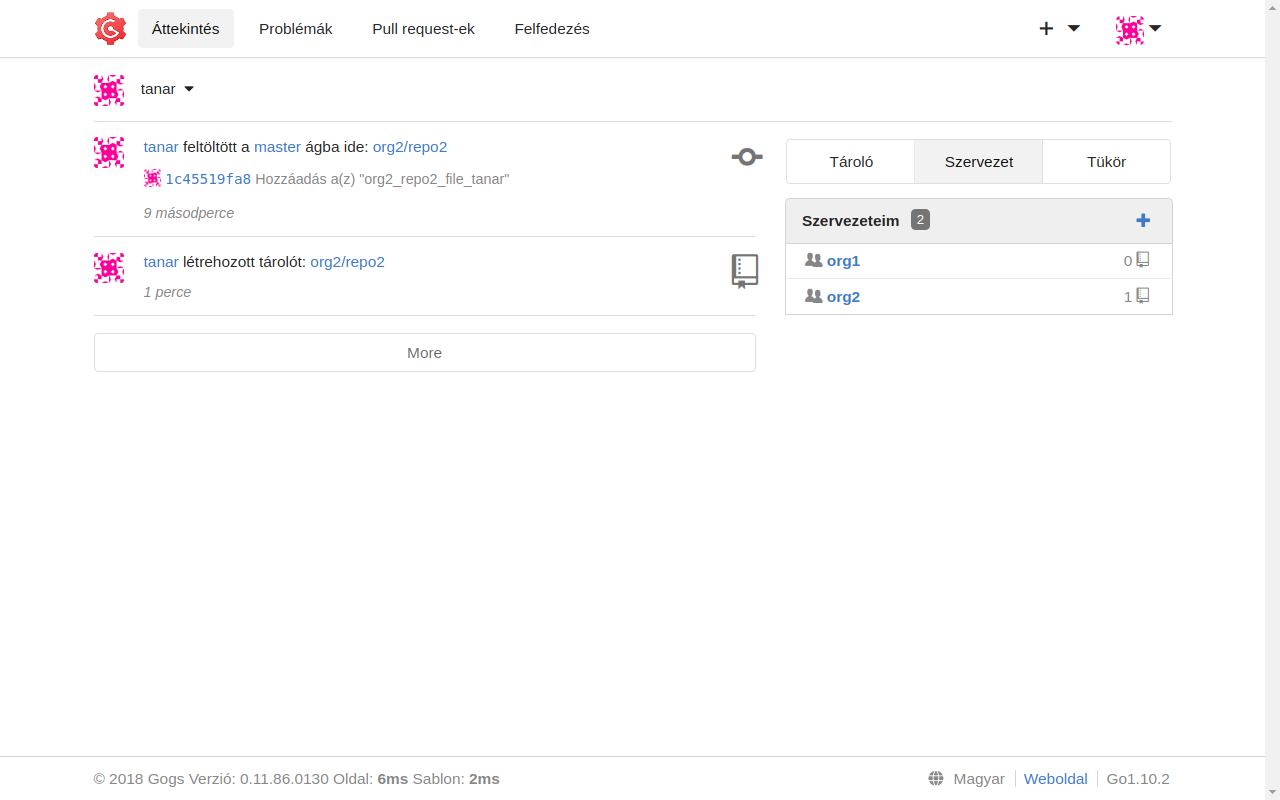 Áttekintés Problémák Pull request-ek Felfedezés
tanar
tanar feltöltött a master ágba ide: org2/repo2
1c45519fa8 Hozzáadás a(z) "org2_repo2_file_tanar"
9 másodperce
tanar létrehozott tárolót: org2/repo2
1 perce
More
Tároló Szervezet Tükör
Szervezeteim 2
org1 0
org2 1
© 2018 Gogs Verzió: 0.11.86.0130 Oldal: 6ms Sablon: 2ms
Magyar Weboldal Go1.10.2